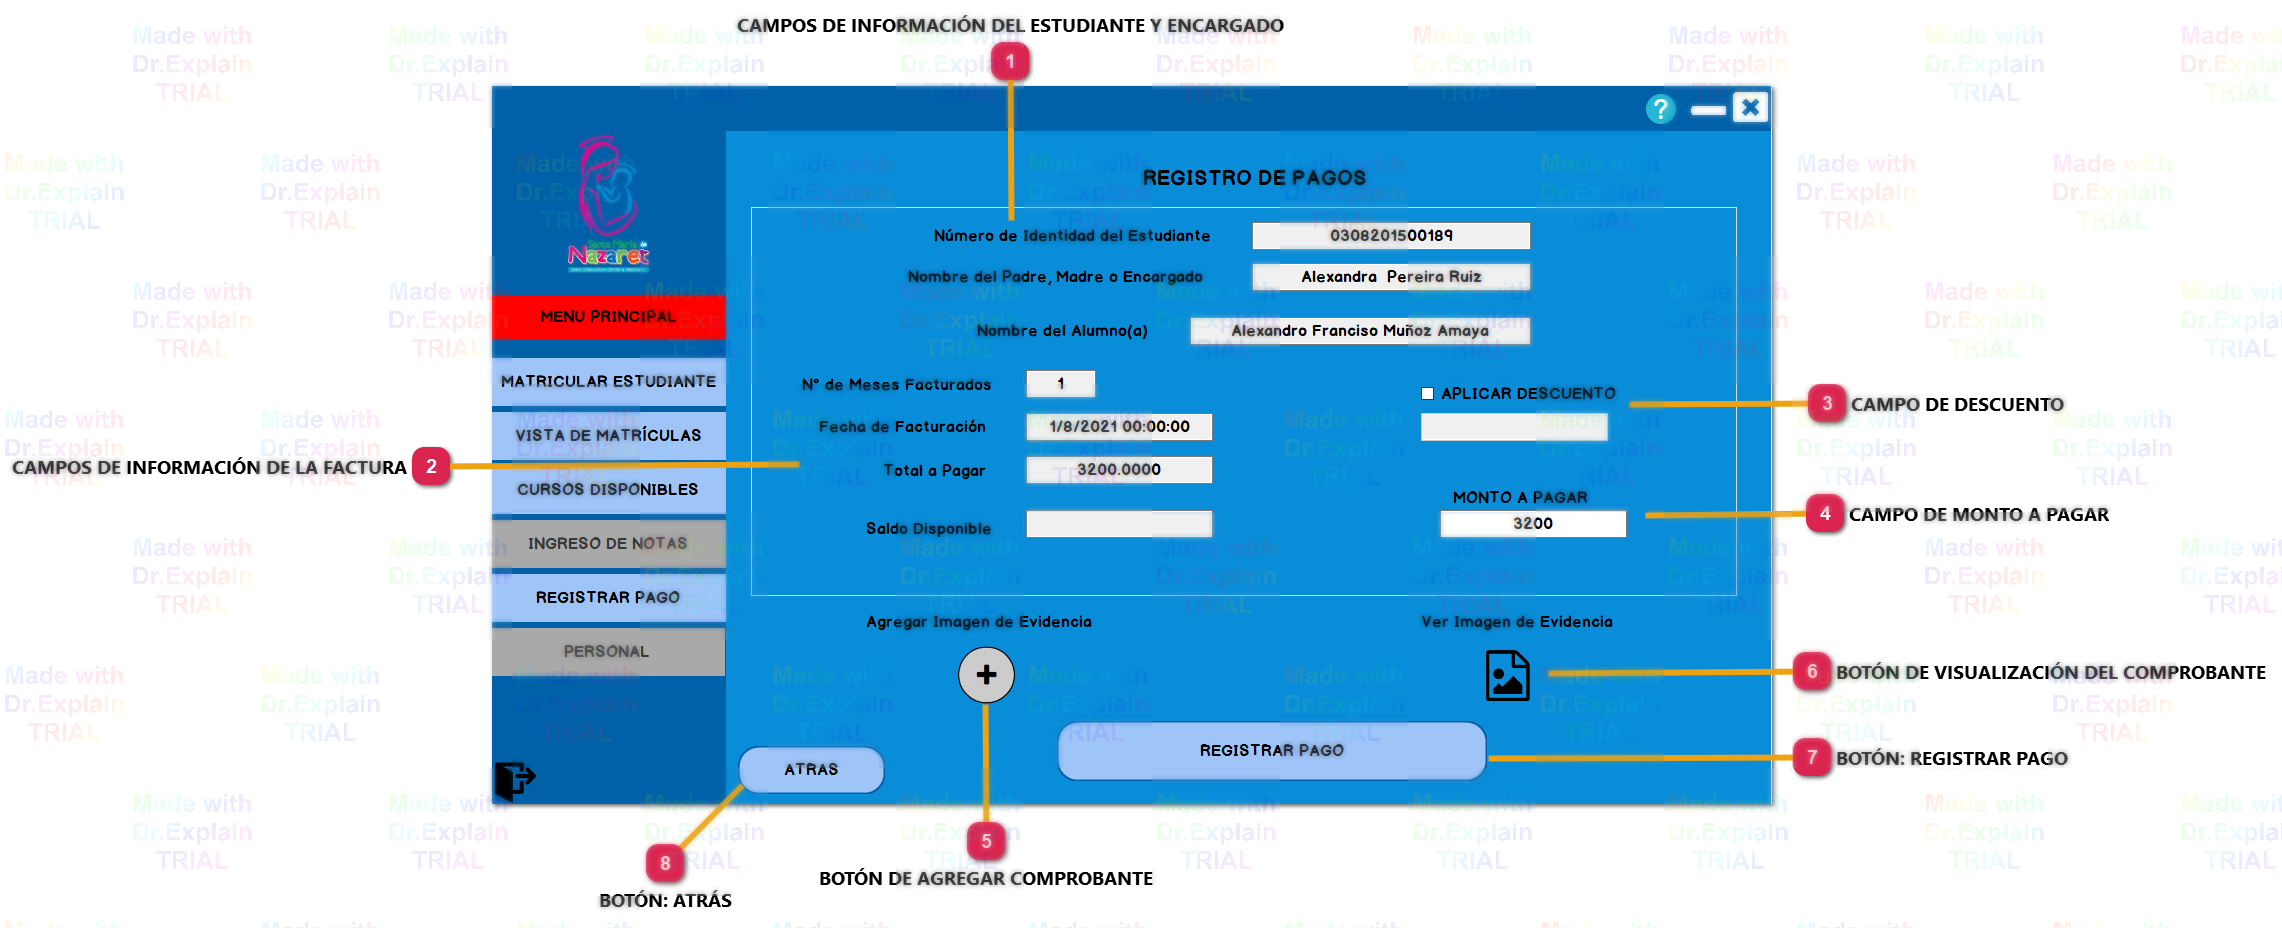 CAMPOS DE INFORMACIÓN DEL ESTUDIANTE Y ENCARGADO
1
?
Santa María de
Nazaret
REGISTRO DE PAGOS
Número de Identidad del Estudiante 0308201500189
Nombre del Padre, Madre o Encargado Alexandra Pereira Ruiz
MENU PRINCIPAL
Nombre del Alumno(a) Alexandro Franciso Muñoz Amaya
MATRICULAR ESTUDIANTE
N° de Meses Facturados 1
APLICAR DESCUENTO
3 CAMPO DE DESCUENTO
VISTA DE MATRÍCULAS
Fecha de Facturación 1/8/2021 00:00:00
CAMPOS DE INFORMACIÓN DE LA FACTURA 2
Total a Pagar 3200.0000
CURSOS DISPONIBLES
MONTO A PAGAR
3200
4 CAMPO DE MONTO A PAGAR
Saldo Disponible
INGRESO DE NOTAS
REGISTRAR PAGO
PERSONAL
Agregar Imagen de Evidencia
Ver Imagen de Evidencia
6 BOTÓN DE VISUALIZACIÓN DEL COMPROBANTE
REGISTRAR PAGO
7 BOTÓN: REGISTRAR PAGO
ATRAS
5
BOTÓN DE AGREGAR COMPROBANTE
8
BOTÓN: ATRÁS
Made with
Dr.Explain
TRIAL